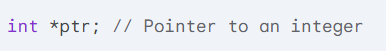 int *ptr; // Pointer to an integer